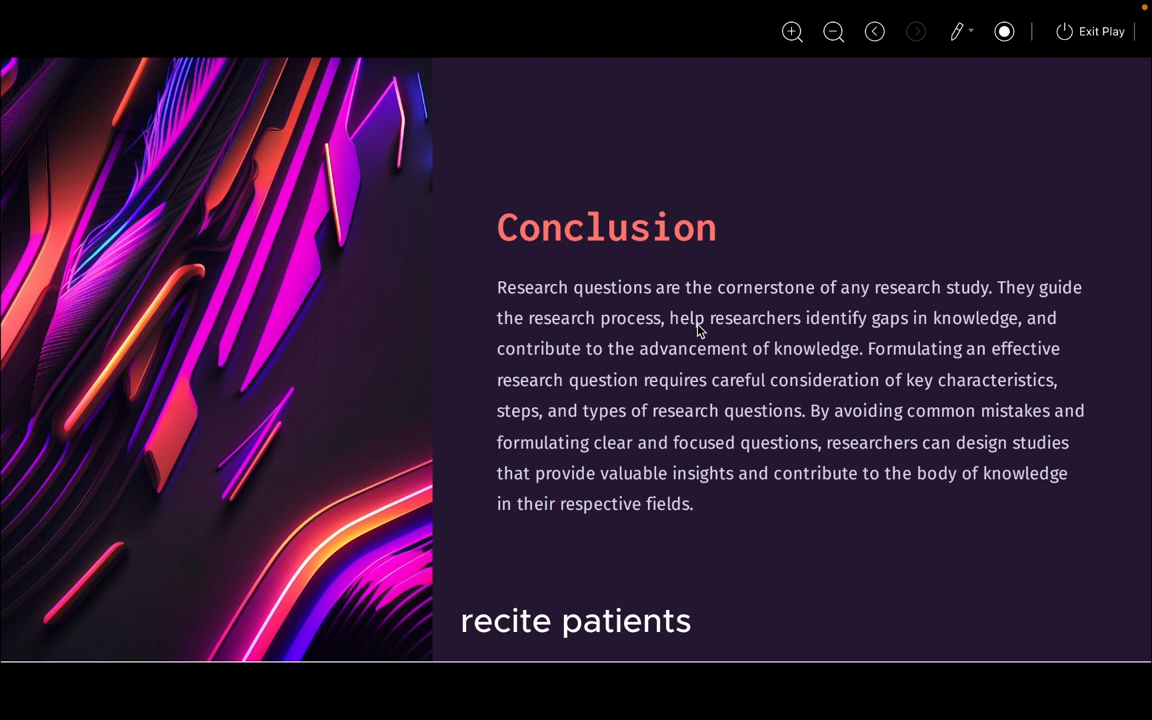 Exit Play
Conclusion
Research questions are the cornerstone of any research study. They guide
the research process, help researchers identify gaps in knowledge, and
contribute to the advancement of knowledge. Formulating an effective
research question requires careful consideration of key characteristics,
steps, and types of research questions. By avoiding common mistakes and
formulating clear and focused questions, researchers can design studies
that provide valuable insights and contribute to the body of knowledge
in their respective fields.
recite patients